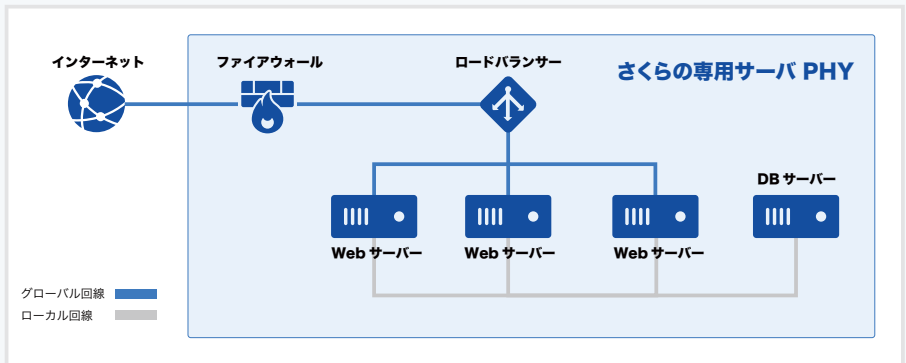 インターネット
ファイアウォール
ロードバランサー
さくらの専用サーバ PHY
DB サーバー
Web サーバー
Web サーバー
Web サーバー
グローバル回線
ローカル回線